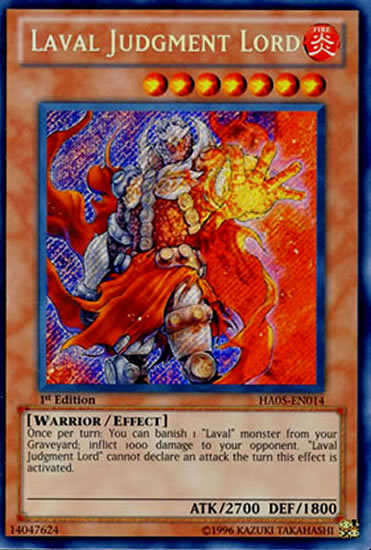 LAVAL JUDGMENT LORD
FIRE
炎
1st Edition
HA05-EN014
[WARRIOR/EFFECT]
Once per turn: You can banish 1 "Laval" monster from your
Graveyard; inflict 1000 damage to your opponent. "Laval
Judgment Lord" cannot declare an attack the turn this effect is
activated.
ATK/2700 DEF/1800
14047624
©1996 KAZUKI TAKAHASHI